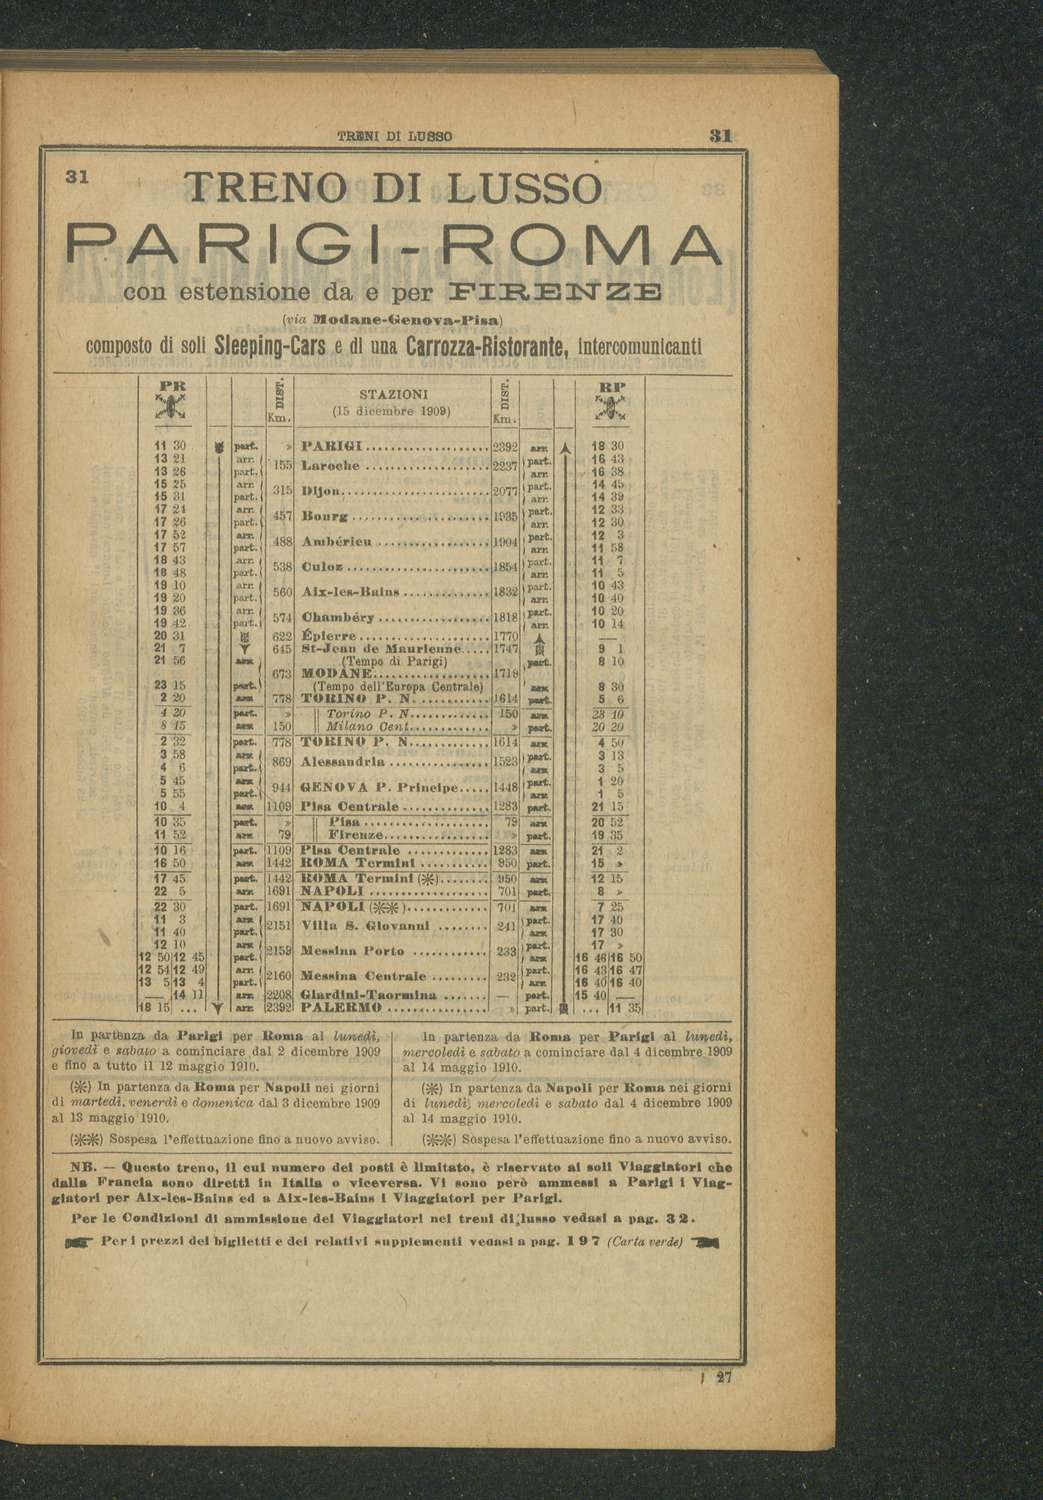 TRENI DI LUSSO 31
31 TRENO DI LUSSO
PARIGI-ROMA
con estensione da e per FIRENZE
(via Modane-Genova-Pisa)
composto di soli Sleeping-Cars e di una Carrozza-Ristorante, intercomunicanti
PR DIST. Km. STAZIONI (15 dicembre 1909) DIST. Km. RP
11 30 part. » PARIGI 2392 arr. 18 30
13 21 arr. 155 Laroche 2237 part. 16 43
13 26 part. arr. 16 38
15 25 arr. 315 Dijon 2077 part. 14 45
15 31 part. arr. 14 39
17 21 arr. 457 Bourg 1935 part. 12 33
17 26 part. arr. 12 30
17 52 arr. 488 Ambérieu 1904 part. 12 3
17 57 part. arr. 11 58
18 43 arr. 538 Culoz 1854 part. 11 7
18 48 part. arr. 11 5
19 10 arr. 560 Aix-les-Bains 1832 part. 10 43
19 20 part. arr. 10 40
19 36 arr. 574 Chambéry 1818 part. 10 20
19 42 part. arr. 10 14
20 31 622 Épierre 1770 —
21 7 645 St-Jean de Maurienne 1747 9 1
21 56 arr. (Tempo di Parigi) part. 8 10
673 MODANE 1719
23 15 part. (Tempo dell'Europa Centrale) arr. 8 30
2 20 arr. 778 TORINO P. N. 1614 part. 5 6
4 20 part. » Torino P. N. 150 arr. 23 10
8 15 arr. 150 Milano Cent. » part. 20 20
2 32 part. 778 TORINO P. N. 1614 arr. 4 50
3 58 arr. 869 Alessandria 1523 part. 3 13
4 6 part. arr. 3 5
5 45 arr. 944 GENOVA P. Principe 1448 part. 1 20
5 55 part. arr. 1 5
10 4 arr. 1109 Pisa Centrale 1283 part. 21 15
10 35 part. » Pisa 79 arr. 20 52
11 52 arr. 79 Firenze » part. 19 35
10 16 part. 1109 Pisa Centrale 1283 arr. 21 2
16 50 arr. 1442 ROMA Termini 950 part. 15 »
17 45 part. 1442 ROMA Termini (※) 950 arr. 12 15
22 5 arr. 1691 NAPOLI 701 part. 8 »
22 30 part. 1691 NAPOLI (※※) 701 arr. 7 25
11 3 arr. 2151 Villa S. Giovanni 241 part. 17 40
11 40 part. arr. 17 30
12 10 arr. 2159 Messina Porto 233 part. 17 »
12 50 12 45 part. arr. 16 46 16 50
12 54 12 49 arr. 2160 Messina Centrale 232 part. 16 43 16 47
13 5 13 4 part. arr. 16 40 16 40
— 14 11 arr. 2208 Giardini-Taormina — part. 15 40 —
18 15 ... arr. 2392 PALERMO » part. ... 11 35
In partenza da Parigi per Roma al lunedì,
giovedì e sabato a cominciare dal 2 dicembre 1909
e fino a tutto il 12 maggio 1910.
(※) In partenza da Roma per Napoli nei giorni
di martedì, venerdì e domenica dal 3 dicembre 1909
al 13 maggio 1910.
(※※) Sospesa l'effettuazione fino a nuovo avviso.
In partenza da Roma per Parigi al lunedì,
mercoledì e sabato a cominciare dal 4 dicembre 1909
al 14 maggio 1910.
(※) In partenza da Napoli per Roma nei giorni
di lunedì, mercoledì e sabato dal 4 dicembre 1909
al 14 maggio 1910.
(※※) Sospesa l'effettuazione fino a nuovo avviso.
NB. — Questo treno, il cui numero dei posti è limitato, è riservato ai soli Viaggiatori che
dalla Francia sono diretti in Italia o viceversa. Vi sono però ammessi a Parigi i Viag-
giatori per Aix-les-Bains ed a Aix-les-Bains i Viaggiatori per Parigi.
Per le Condizioni di ammissione dei Viaggiatori nei treni di lusso vedasi a pag. 32.
Per i prezzi dei biglietti e dei relativi supplementi vedasi a pag. 197 (Carta verde)
27